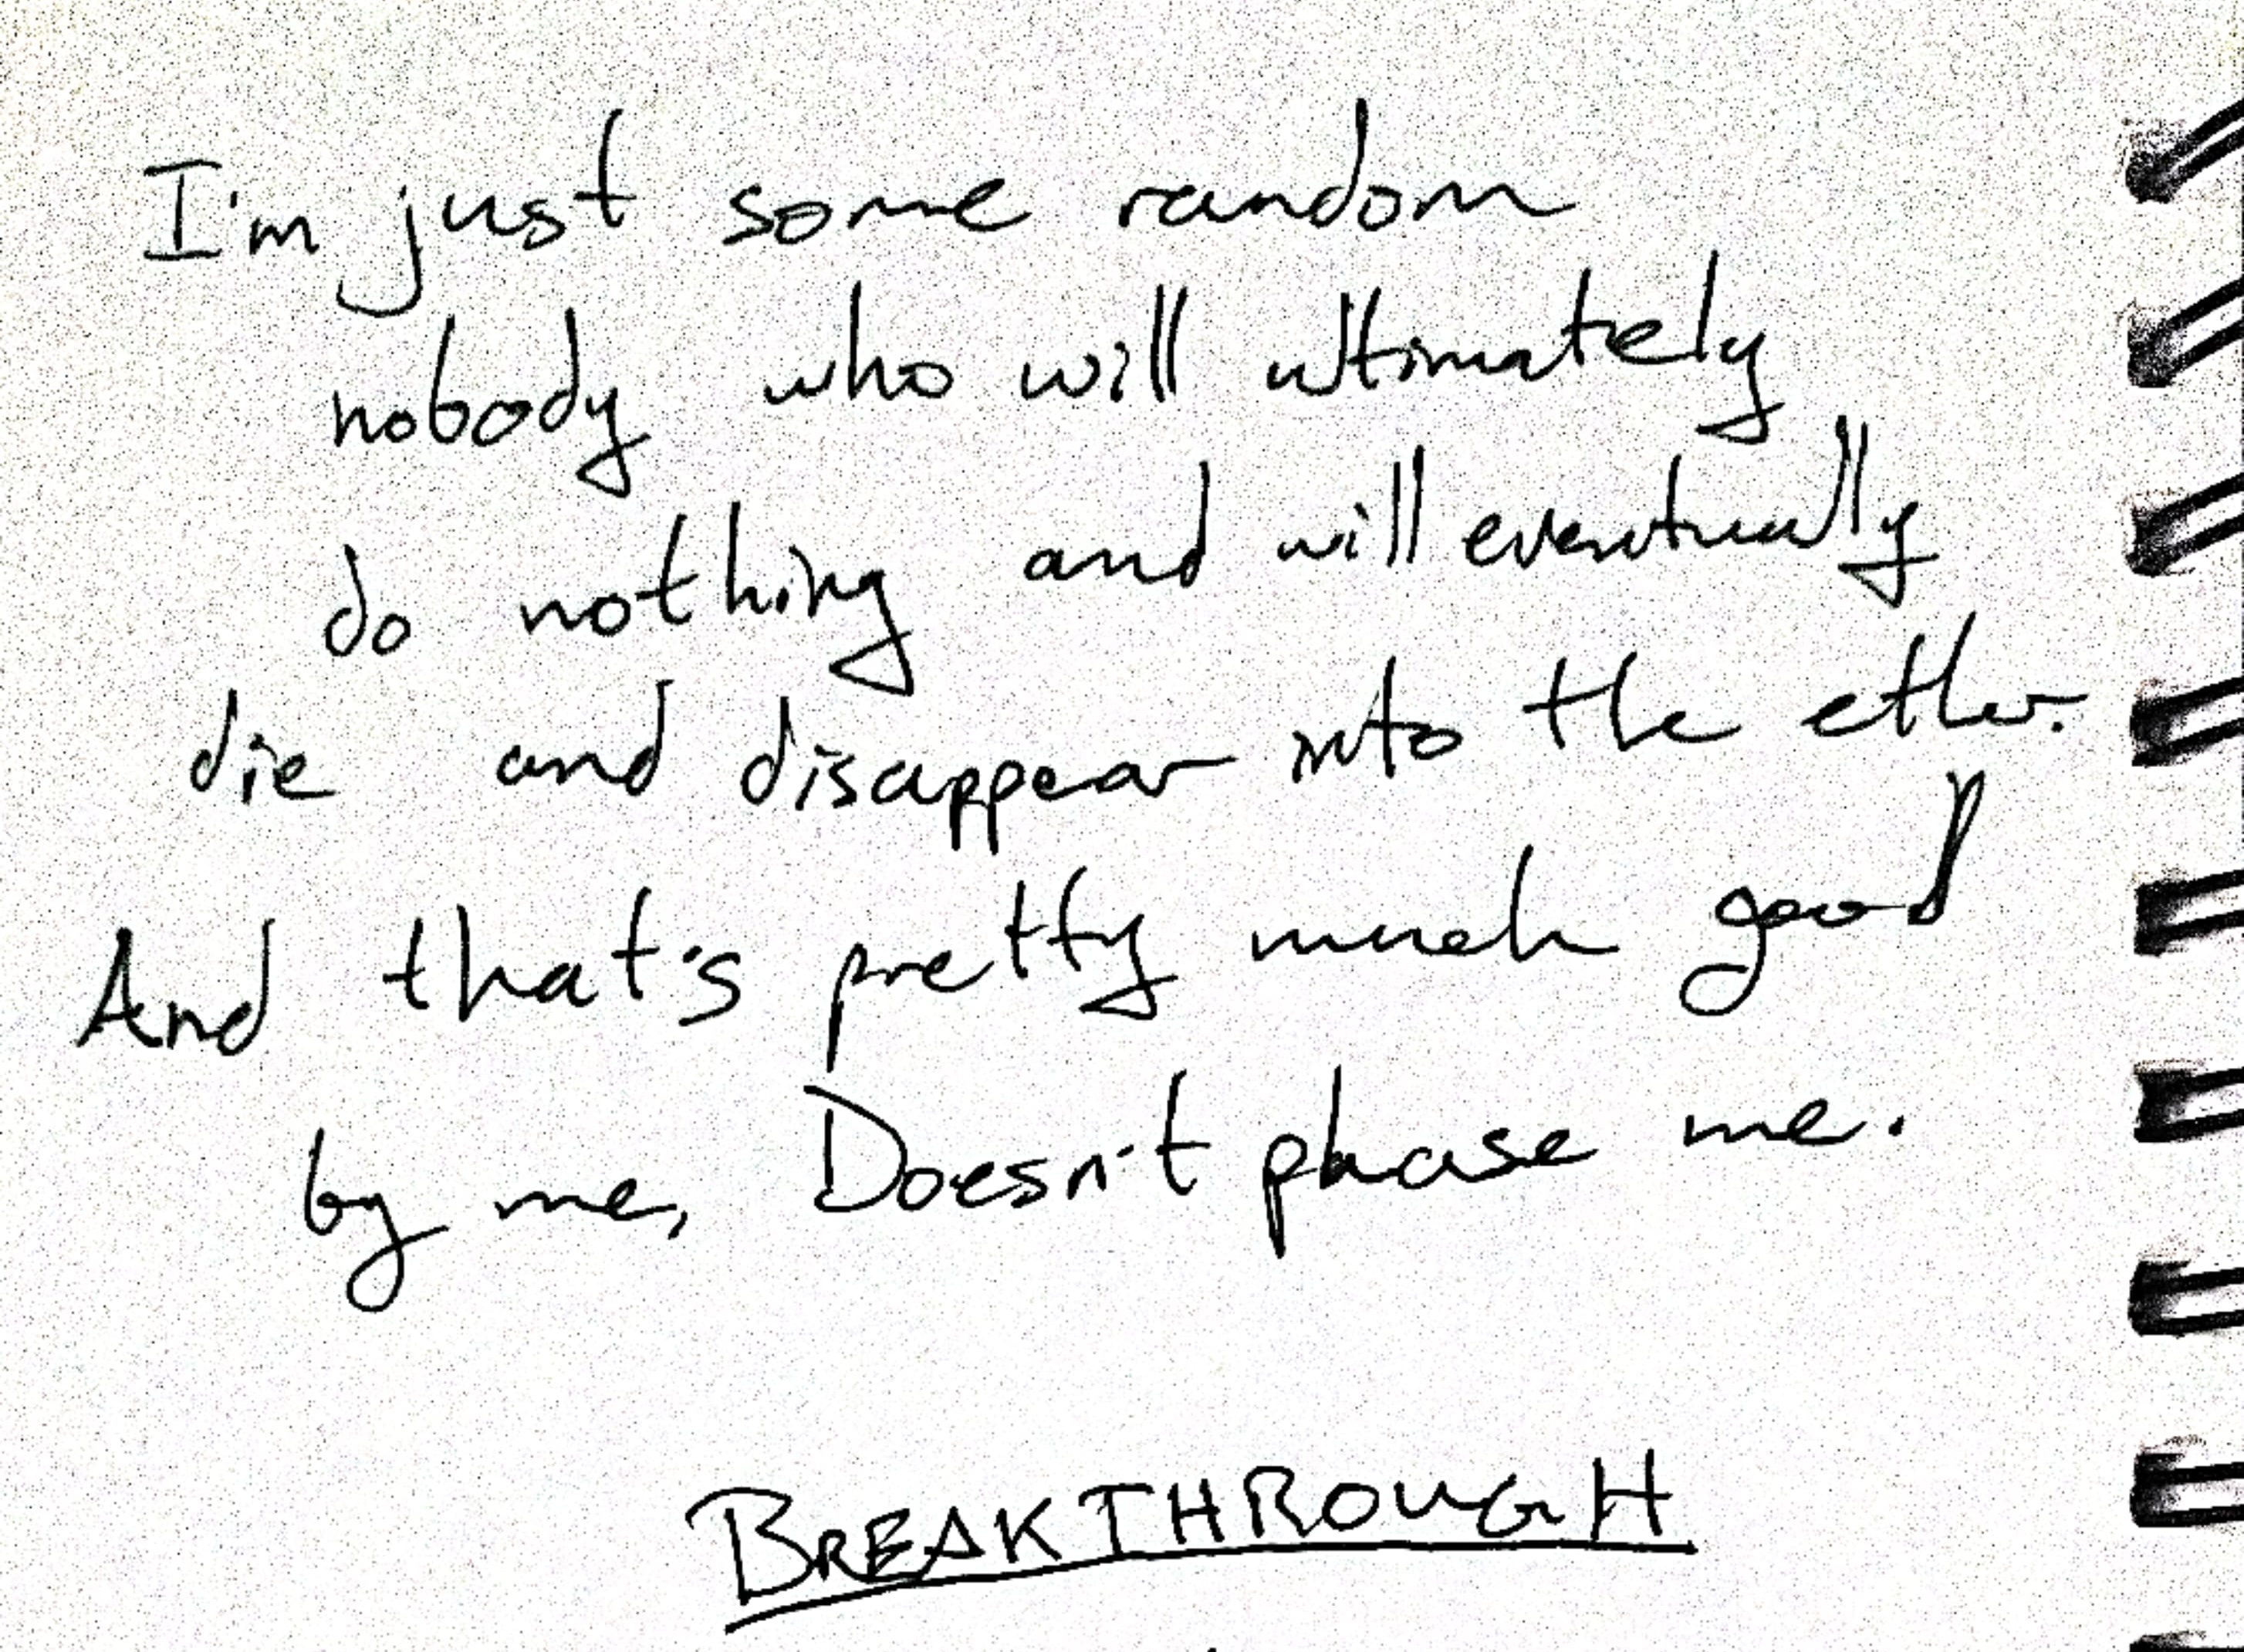 I'm just some random
nobody who will ultimately
do nothing and will eventually
die and disappear into the ether.
And that's pretty much good
by me, Doesn't phase me.
BREAKTHROUGH